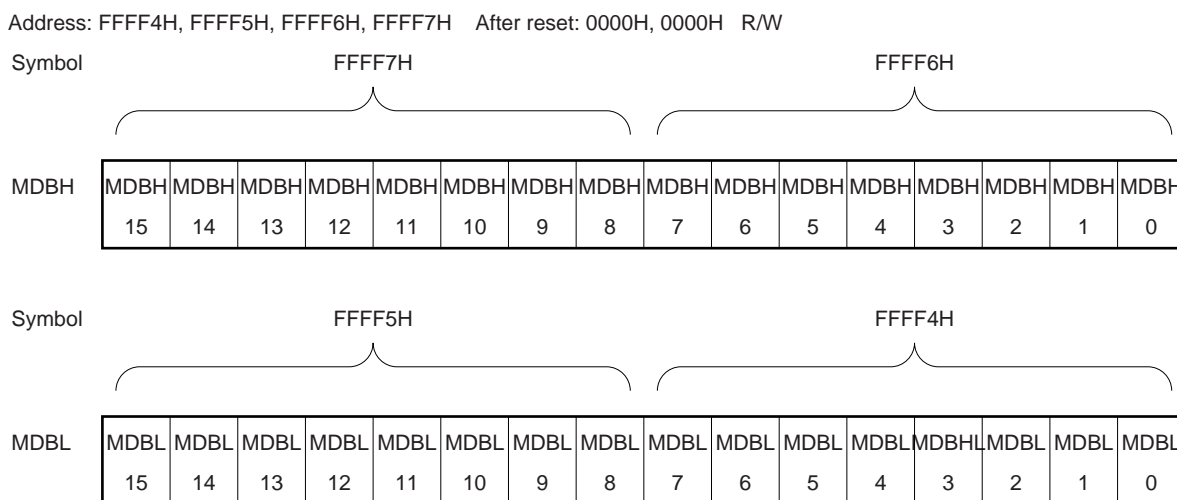 Address: FFFF4H, FFFF5H, FFFF6H, FFFF7H After reset: 0000H, 0000H R/W
Symbol FFFF7H FFFF6H
MDBH MDBH MDBH MDBH MDBH MDBH MDBH MDBH MDBH MDBH MDBH MDBH MDBH MDBH MDBH MDBH MDBH
15 14 13 12 11 10 9 8 7 6 5 4 3 2 1 0
Symbol FFFF5H FFFF4H
MDBL MDBL MDBL MDBL MDBL MDBL MDBL MDBL MDBL MDBL MDBL MDBL MDBL MDBHL MDBL MDBL MDBL
15 14 13 12 11 10 9 8 7 6 5 4 3 2 1 0